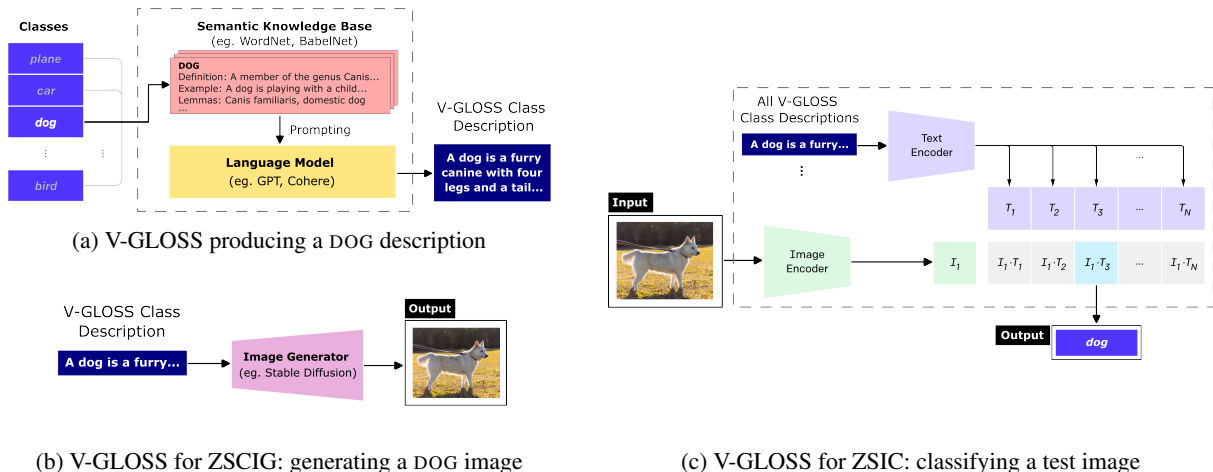 Classes
plane
car
dog
...
bird
Semantic Knowledge Base
(eg. WordNet, BabelNet)
DOG
Definition: A member of the genus Canis...
Example: A dog is playing with a child...
Lemmas: Canis familiaris, domestic dog
...
Prompting
Language Model
(eg. GPT, Cohere)
V-GLOSS Class
Description
A dog is a furry
canine with four
legs and a tail...
(a) V-GLOSS producing a DOG description
V-GLOSS Class
Description
A dog is a furry...
Image Generator
(eg. Stable Diffusion)
Output
(b) V-GLOSS for ZSCIG: generating a DOG image
All V-GLOSS
Class Descriptions
A dog is a furry...
...
Text
Encoder
...
T1 T2 T3 ... TN
Input
Image
Encoder
I1
I1·T1 I1·T2 I1·T3 ... I1·TN
Output
dog
(c) V-GLOSS for ZSIC: classifying a test image